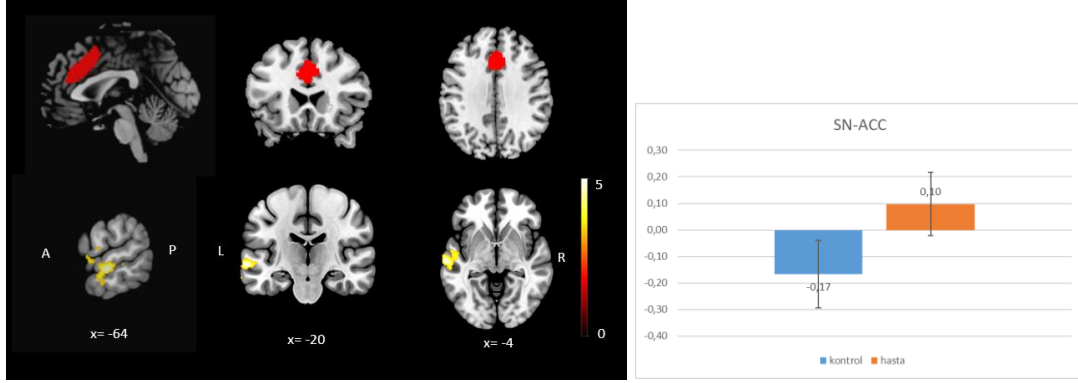 A
P
L
R
5
0
x= -64
x= -20
x= -4
SN-ACC
0,30
0,20
0,10
0,00
-0,10
-0,20
-0,30
-0,40
0,10
-0,17
kontrol hasta